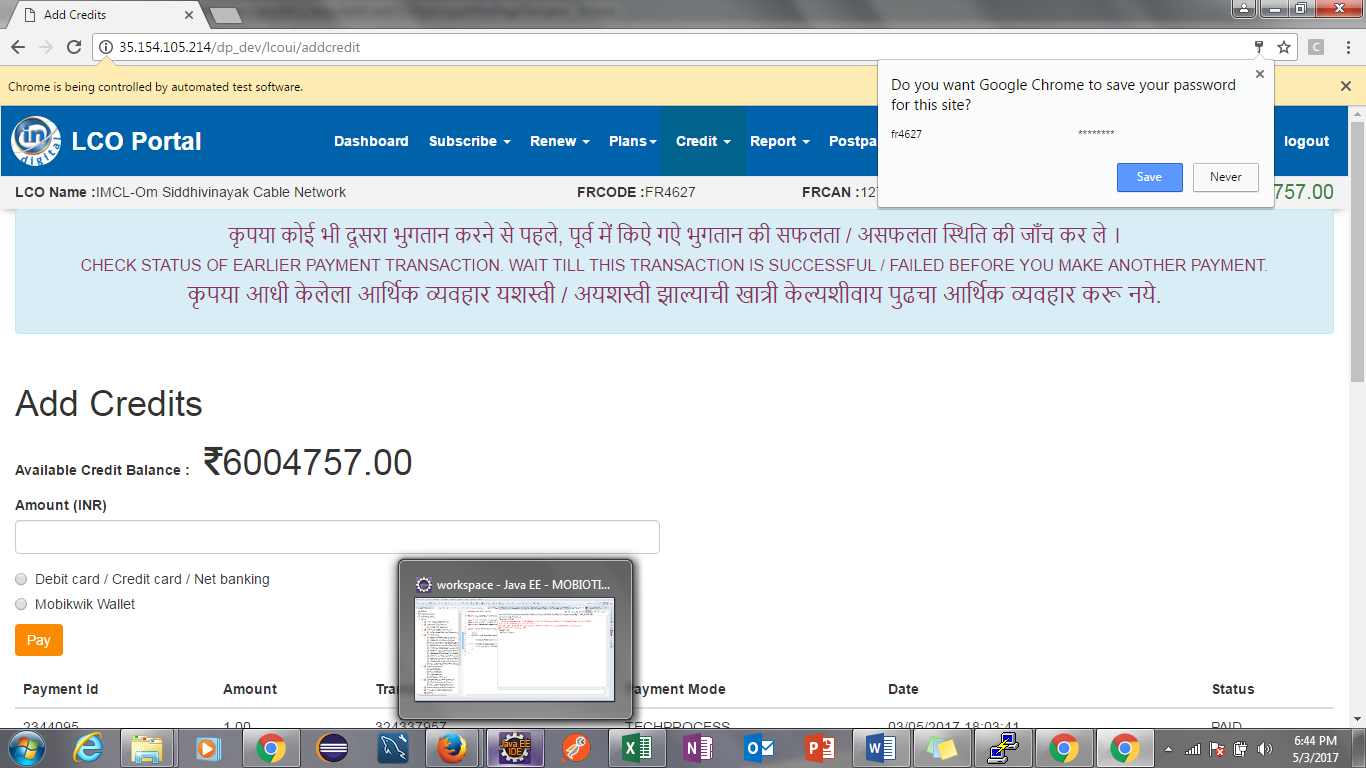 Add Credits
35.154.105.214/dp_dev/lcoui/addcredit
C
Chrome is being controlled by automated test software.
Do you want Google Chrome to save your password
for this site?
fr4627 ********
Save Never
in digital LCO Portal Dashboard Subscribe Renew Plans Credit Report Postpa logout
LCO Name :IMCL-Om Siddhivinayak Cable Network FRCODE :FR4627 FRCAN :127 757.00
कृपया कोई भी दूसरा भुगतान करने से पहले, पूर्व में किऐ गऐ भुगतान की सफलता / असफलता स्थिति की जाँच कर ले ।
CHECK STATUS OF EARLIER PAYMENT TRANSACTION. WAIT TILL THIS TRANSACTION IS SUCCESSFUL / FAILED BEFORE YOU MAKE ANOTHER PAYMENT.
कृपया आधी केलेला आर्थिक व्यवहार यशस्वी / अयशस्वी झाल्याची खात्री केल्यशीवाय पुढचा आर्थिक व्यवहार करू नये.
Add Credits
Available Credit Balance : ₹6004757.00
Amount (INR)
Debit card / Credit card / Net banking
Mobikwik Wallet
Pay
workspace - Java EE - MOBIOTI...
Payment Id Amount Tra ayment Mode Date Status
2344095 1.00 324337957 TECHPROCESS 03/05/2017 18:03:41 PAID
Java EE IDE
6:44 PM
5/3/2017